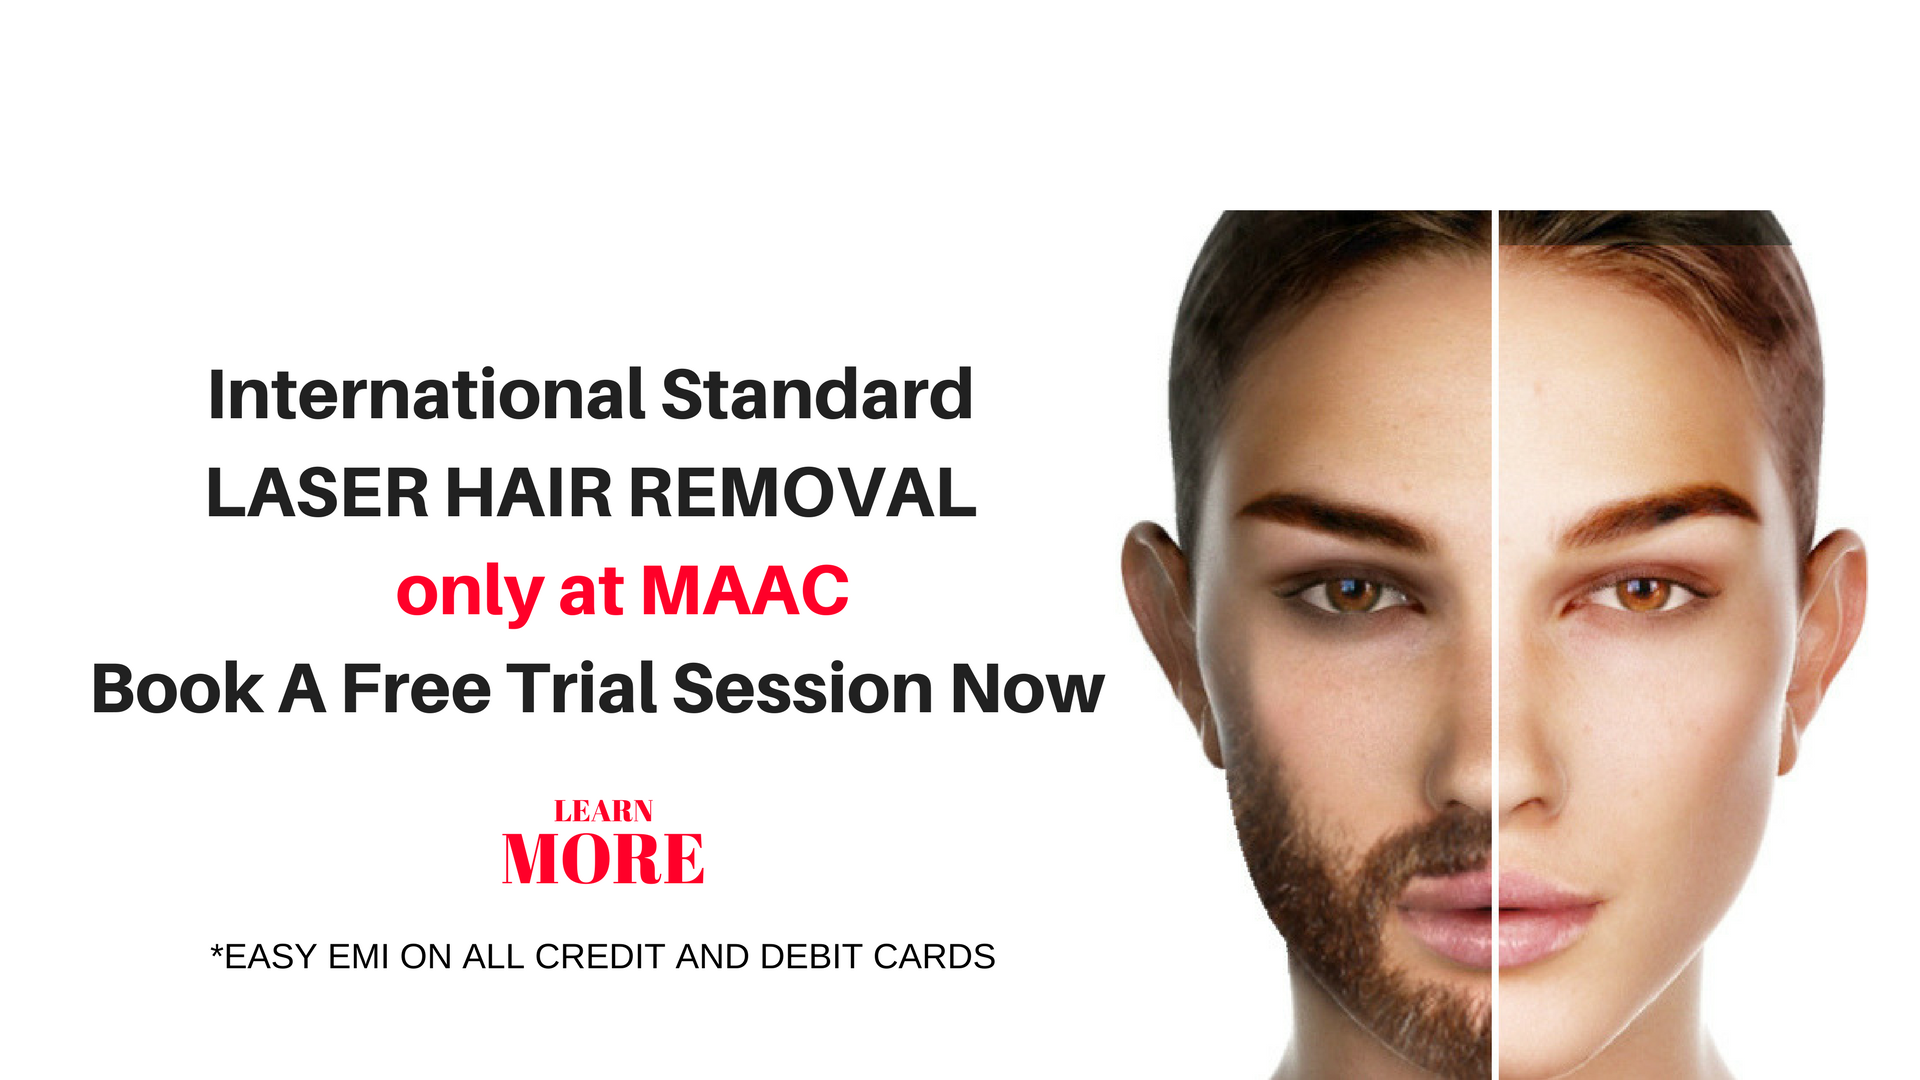 International Standard
LASER HAIR REMOVAL
only at MAAC
Book A Free Trial Session Now
LEARN
MORE
*EASY EMI ON ALL CREDIT AND DEBIT CARDS